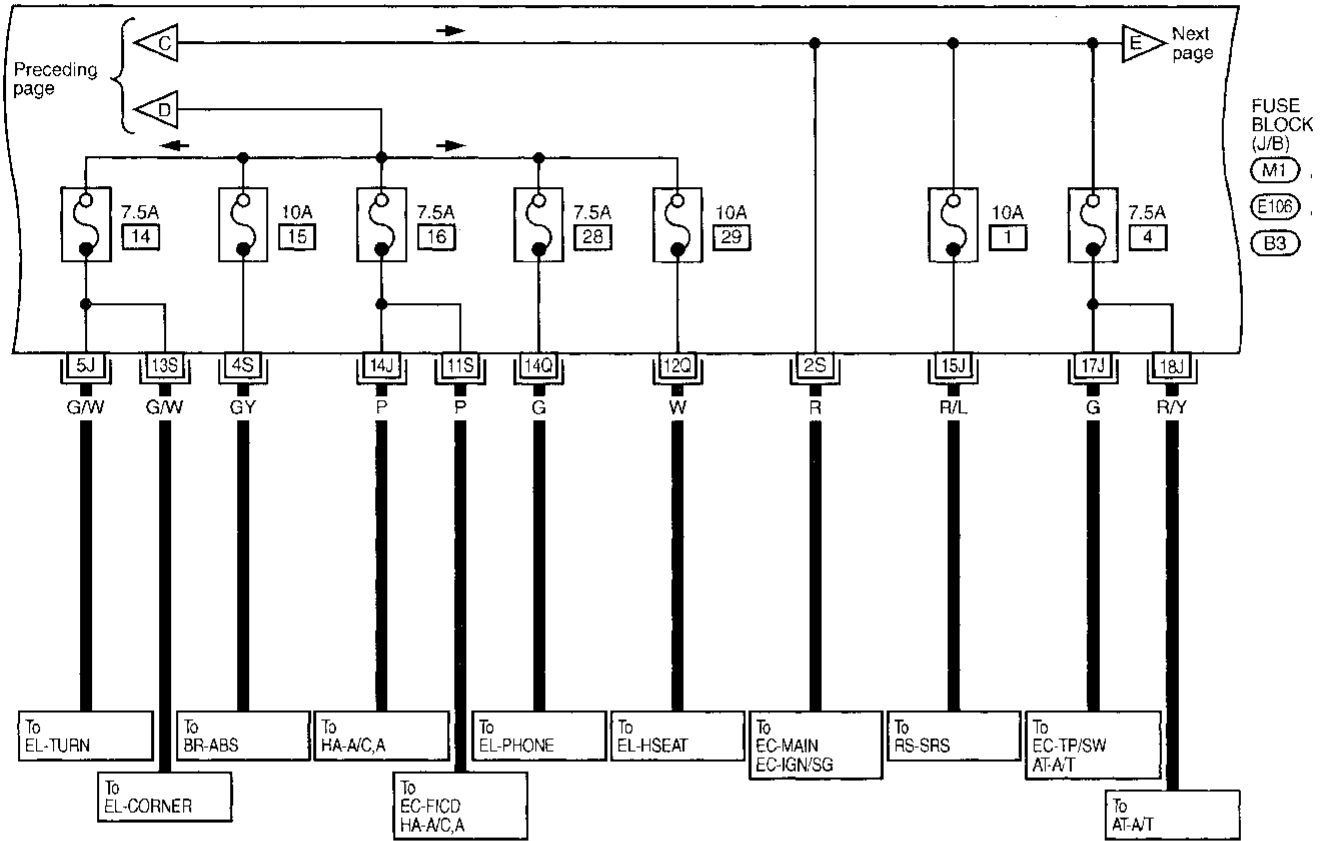 C
Preceding
page
D
E
Next
page
FUSE
BLOCK
(J/B)
M1 ,
E106 ,
B3
7.5A
14
10A
15
7.5A
16
7.5A
28
10A
29
10A
1
7.5A
4
5J
13S
4S
14J
11S
14Q
12Q
2S
15J
17J
18J
G/W
G/W
GY
P
P
G
W
R
R/L
G
R/Y
To
EL-TURN
To
EL-CORNER
To
BR-ABS
To
HA-A/C,A
To
EC-FICD
HA-A/C,A
To
EL-PHONE
To
EL-HSEAT
To
EC-MAIN
EC-IGN/SG
To
RS-SRS
To
EC-TP/SW
AT-A/T
To
AT-A/T